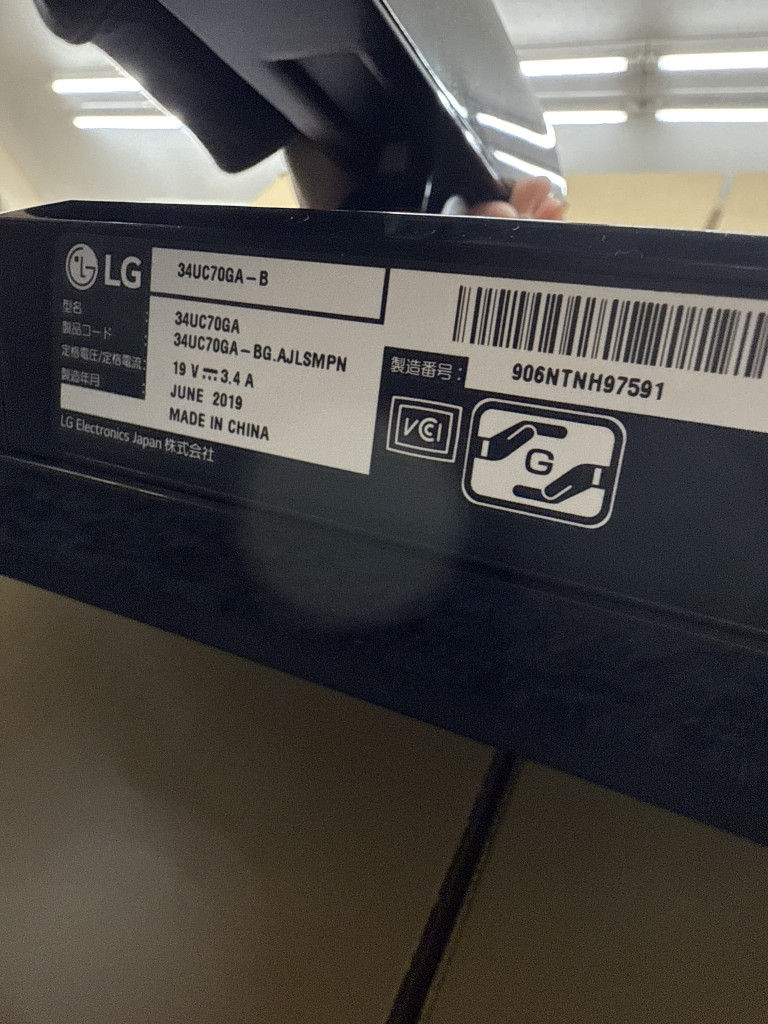 LG
34UC70GA-B
型名
34UC70GA
製品コード
34UC70GA-BG.AJLSMPN
定格電圧/定格電流:
19 V⎓3.4 A
製造年月
JUNE 2019
MADE IN CHINA
LG Electronics Japan 株式会社
製造番号:
906NTNH97591
VCI
G